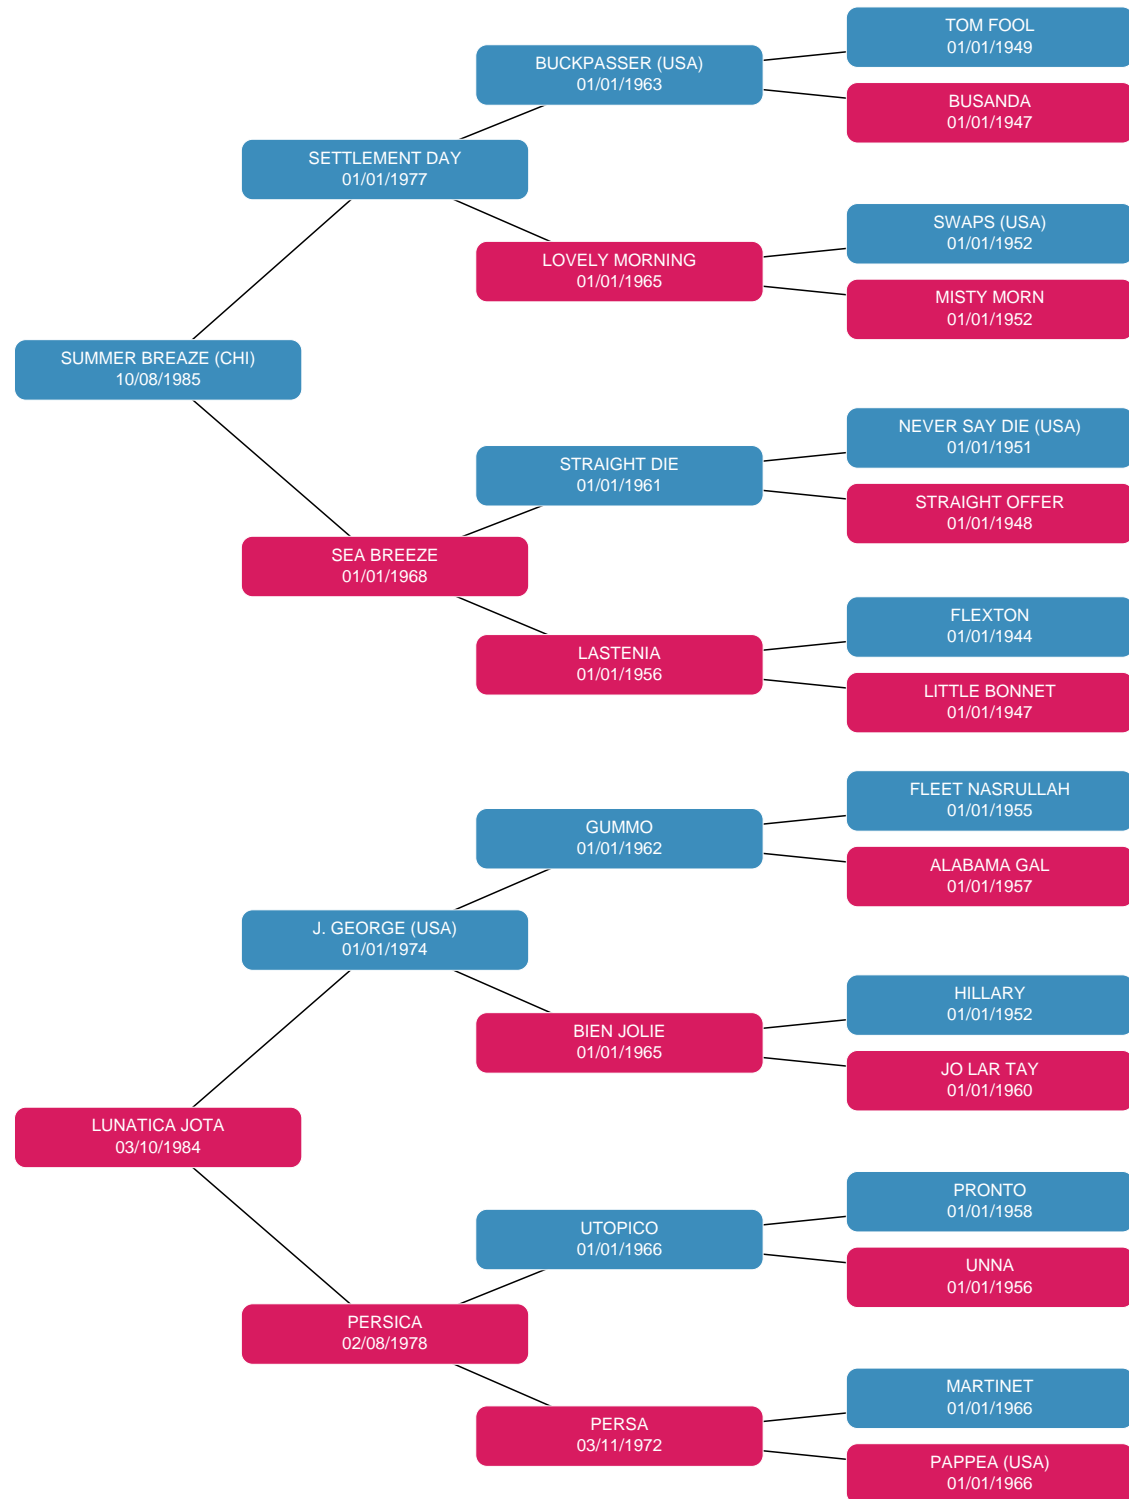 TOM FOOL
01/01/1949
BUCKPASSER (USA)
01/01/1963
BUSANDA
01/01/1947
SETTLEMENT DAY
01/01/1977
SWAPS (USA)
01/01/1952
LOVELY MORNING
01/01/1965
MISTY MORN
01/01/1952
SUMMER BREAZE (CHI)
10/08/1985
NEVER SAY DIE (USA)
01/01/1951
STRAIGHT DIE
01/01/1961
STRAIGHT OFFER
01/01/1948
SEA BREEZE
01/01/1968
FLEXTON
01/01/1944
LASTENIA
01/01/1956
LITTLE BONNET
01/01/1947
FLEET NASRULLAH
01/01/1955
GUMMO
01/01/1962
ALABAMA GAL
01/01/1957
J. GEORGE (USA)
01/01/1974
HILLARY
01/01/1952
BIEN JOLIE
01/01/1965
JO LAR TAY
01/01/1960
LUNATICA JOTA
03/10/1984
PRONTO
01/01/1958
UTOPICO
01/01/1966
UNNA
01/01/1956
PERSICA
02/08/1978
MARTINET
01/01/1966
PERSA
03/11/1972
PAPPEA (USA)
01/01/1966